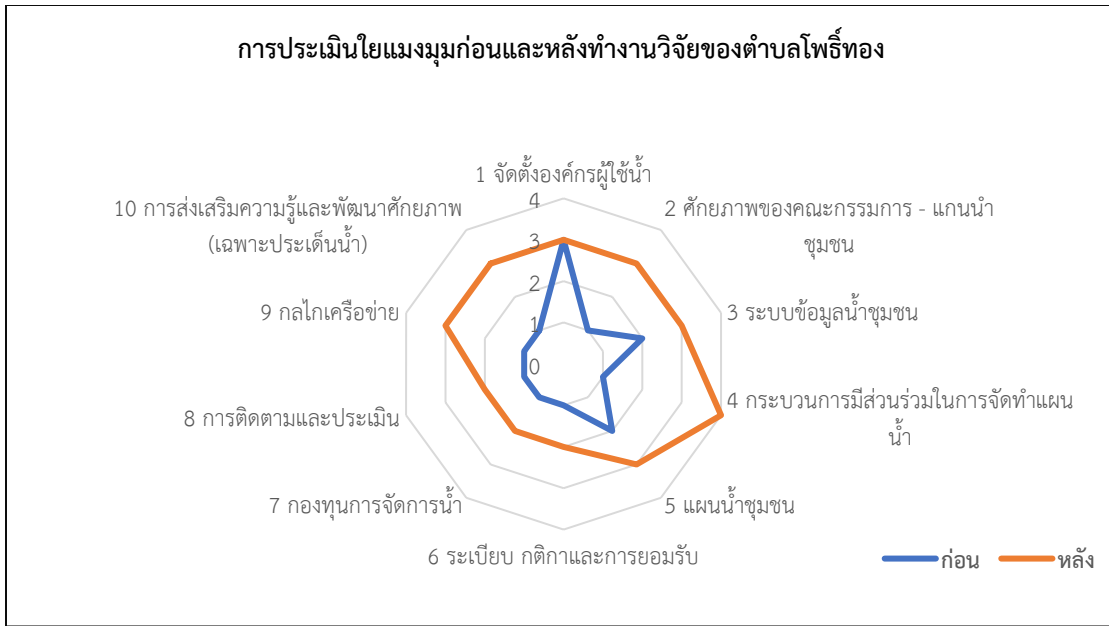 การประเมินใยแมงมุมก่อนและหลังทำงานวิจัยของตำบลโพธิ์ทอง
1 จัดตั้งองค์กรผู้ใช้น้ำ
2 ศักยภาพของคณะกรรมการ - แกนนำ
ชุมชน
3 ระบบข้อมูลน้ำชุมชน
4 กระบวนการมีส่วนร่วมในการจัดทำแผน
น้ำ
5 แผนน้ำชุมชน
6 ระเบียบ กติกาและการยอมรับ
7 กองทุนการจัดการน้ำ
8 การติดตามและประเมิน
9 กลไกเครือข่าย
10 การส่งเสริมความรู้และพัฒนาศักยภาพ
(เฉพาะประเด็นน้ำ)
4
3
2
1
0
ก่อน
หลัง